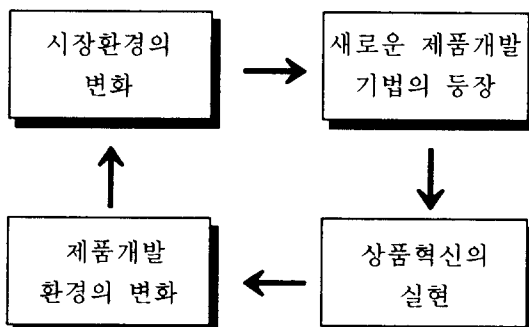 시장환경의
변화
새로운 제품개발
기법의 등장
제품개발
환경의 변화
상품혁신의
실현